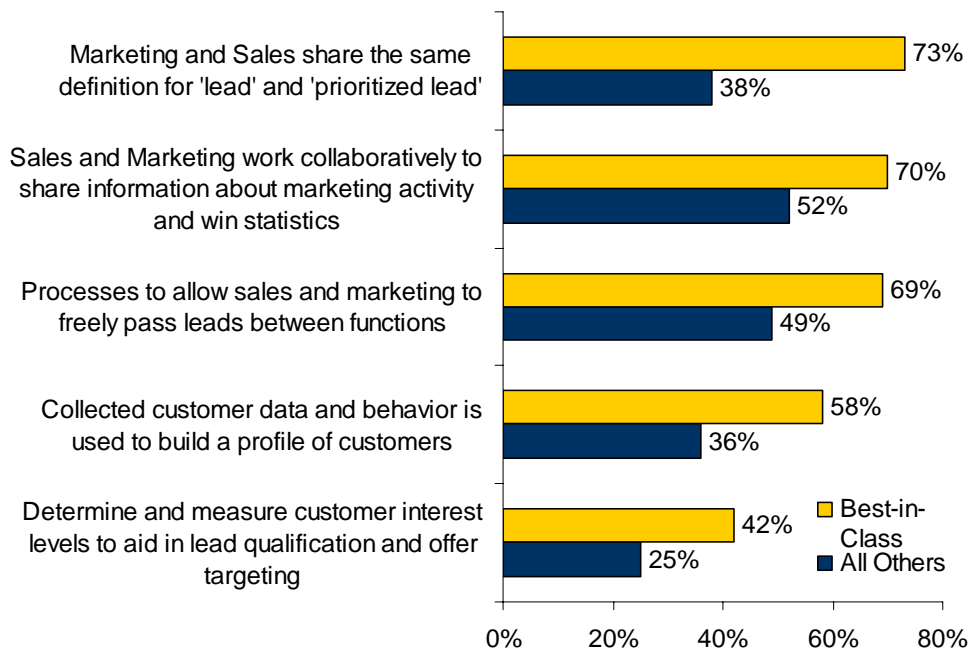 Marketing and Sales share the same
definition for 'lead' and 'prioritized lead'
73%
38%
Sales and Marketing work collaboratively to
share information about marketing activity
and win statistics
70%
52%
Processes to allow sales and marketing to
freely pass leads between functions
69%
49%
Collected customer data and behavior is
used to build a profile of customers
58%
36%
Determine and measure customer interest
levels to aid in lead qualification and offer
targeting
42%
25%
Best-in-
Class
All Others
0% 20% 40% 60% 80%